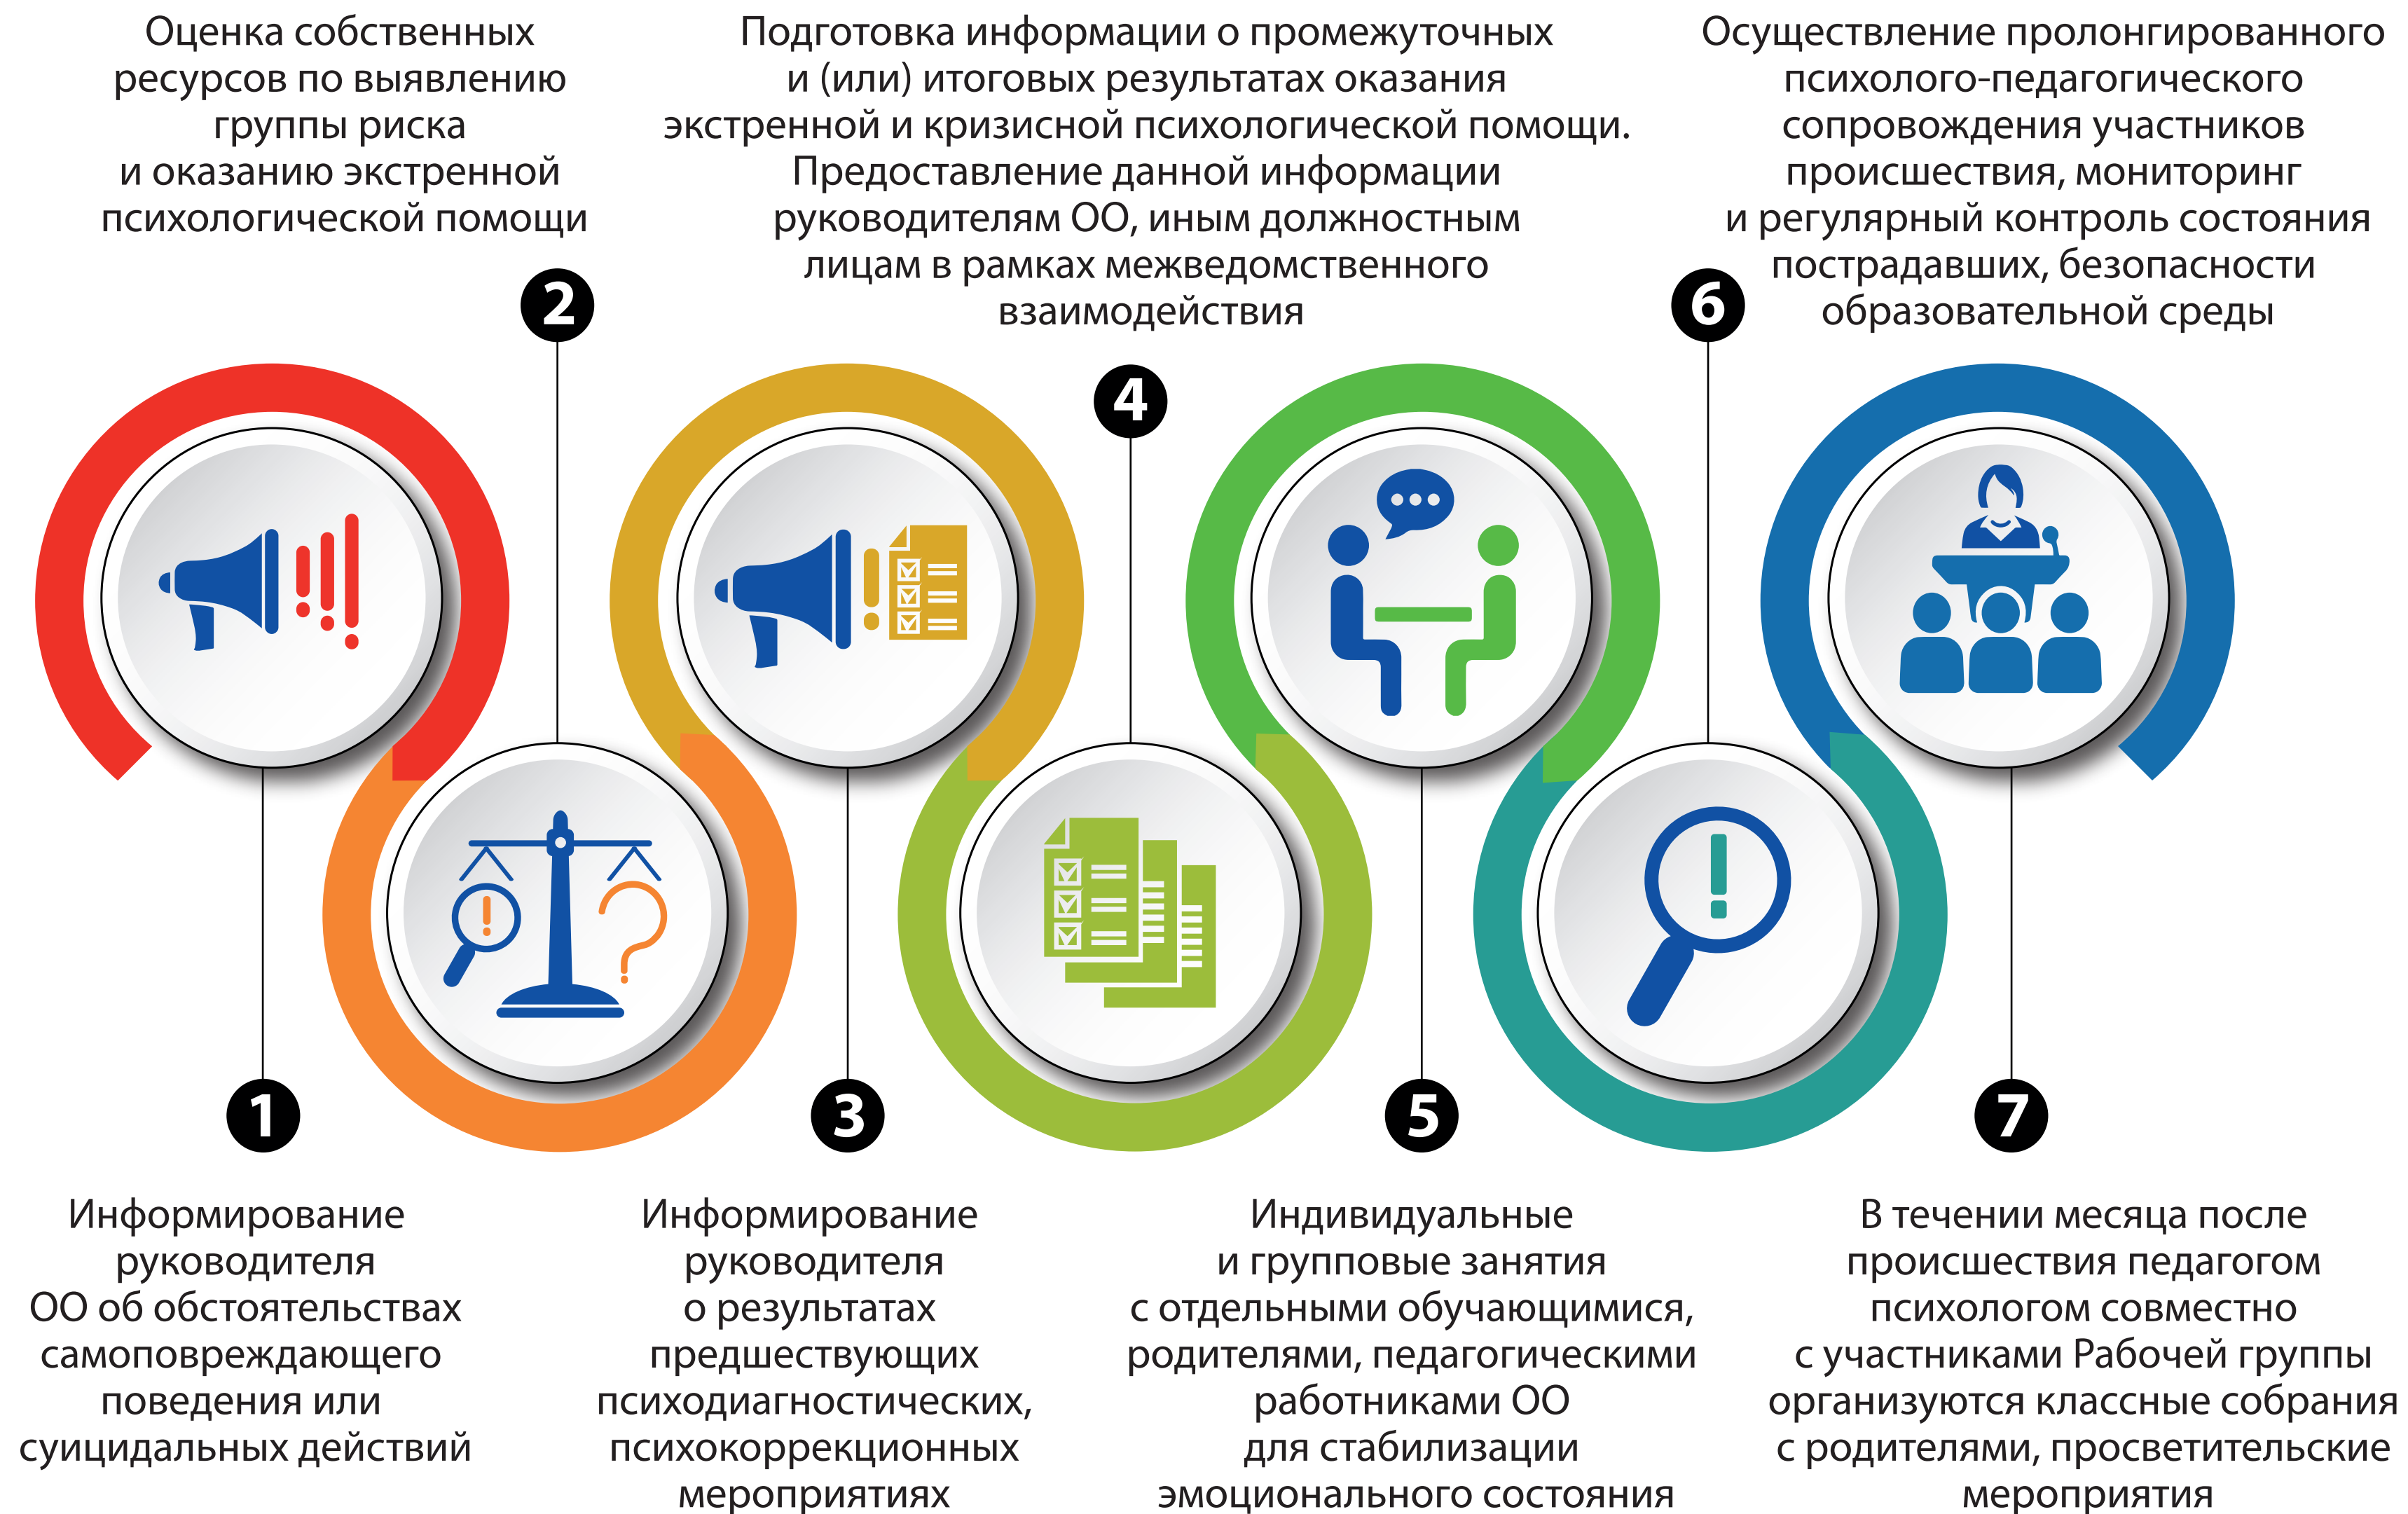 Оценка собственных
ресурсов по выявлению
группы риска
и оказанию экстренной
психологической помощи
2
Подготовка информации о промежуточных
и (или) итоговых результатах оказания
экстренной и кризисной психологической помощи.
Предоставление данной информации
руководителям ОО, иным должностным
лицам в рамках межведомственного
взаимодействия
4
Осуществление пролонгированного
психолого-педагогического
сопровождения участников
происшествия, мониторинг
и регулярный контроль состояния
пострадавших, безопасности
образовательной среды
6
1
Информирование
руководителя
ОО об обстоятельствах
самоповреждающего
поведения или
суицидальных действий
3
Информирование
руководителя
о результатах
предшествующих
психодиагностических,
психокоррекционных
мероприятиях
5
Индивидуальные
и групповые занятия
с отдельными обучающимися,
родителями, педагогическими
работниками ОО
для стабилизации
эмоционального состояния
7
В течении месяца после
происшествия педагогом
психологом совместно
с участниками Рабочей группы
организуются классные собрания
с родителями, просветительские
мероприятия